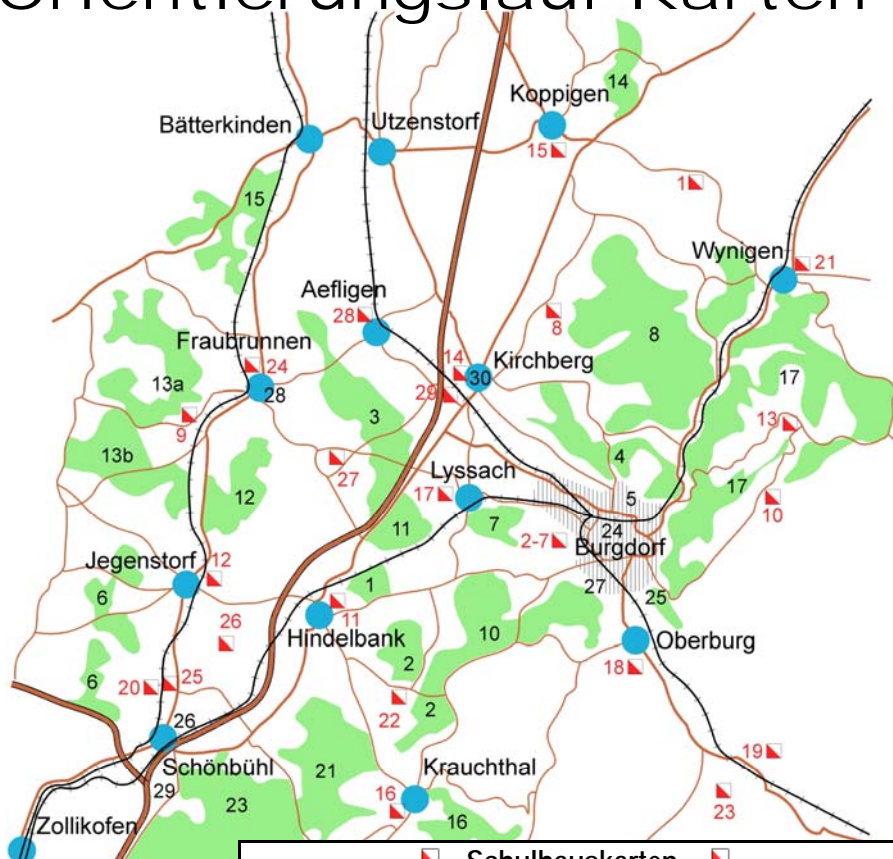 Orientierungslauf-Karten
14
Koppigen
Bätterkinden
Utzenstorf
15
1
15
Wynigen
21
Aefligen
28
8
8
Fraubrunnen
24
14
Kirchberg
30
17
13a
28
29
9
3
13
13b
27
4
Lyssach
12
17
5
17
10
11
7
24
2-7
Burgdorf
Jegenstorf
12
1
27
25
6
11
26
Hindelbank
10
Oberburg
2
18
6
20
25
22
2
26
19
Schönbühl
21
Krauchthal
29
16
23
23
16
Zollikofen
Schulhauskarten